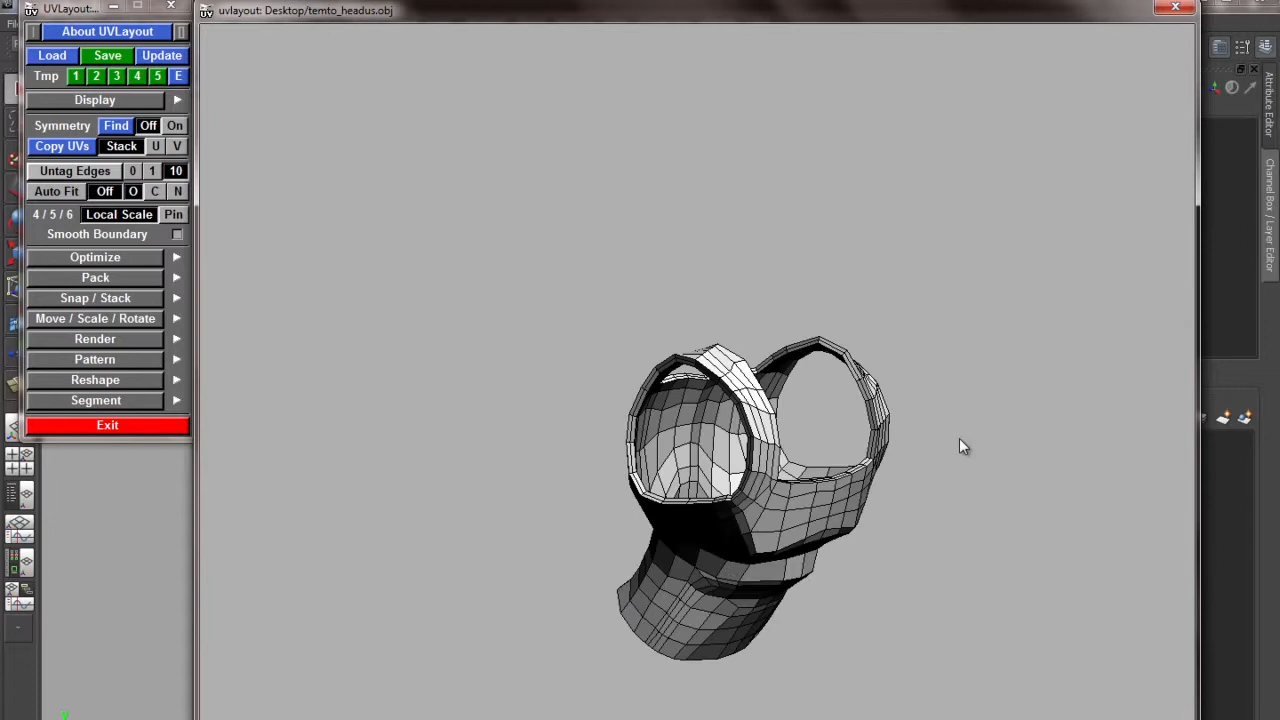 UVLayout:...
uvlayout: Desktop/temto_headus.obj
About UVLayout
Load Save Update
Tmp 1 2 3 4 5 E
Display
Symmetry Find Off On
Copy UVs Stack U V
Untag Edges 0 1 10
Auto Fit Off O C N
4 / 5 / 6 Local Scale Pin
Smooth Boundary
Optimize
Pack
Snap / Stack
Move / Scale / Rotate
Render
Pattern
Reshape
Segment
Exit
Attribute Editor
Channel Box / Layer Editor